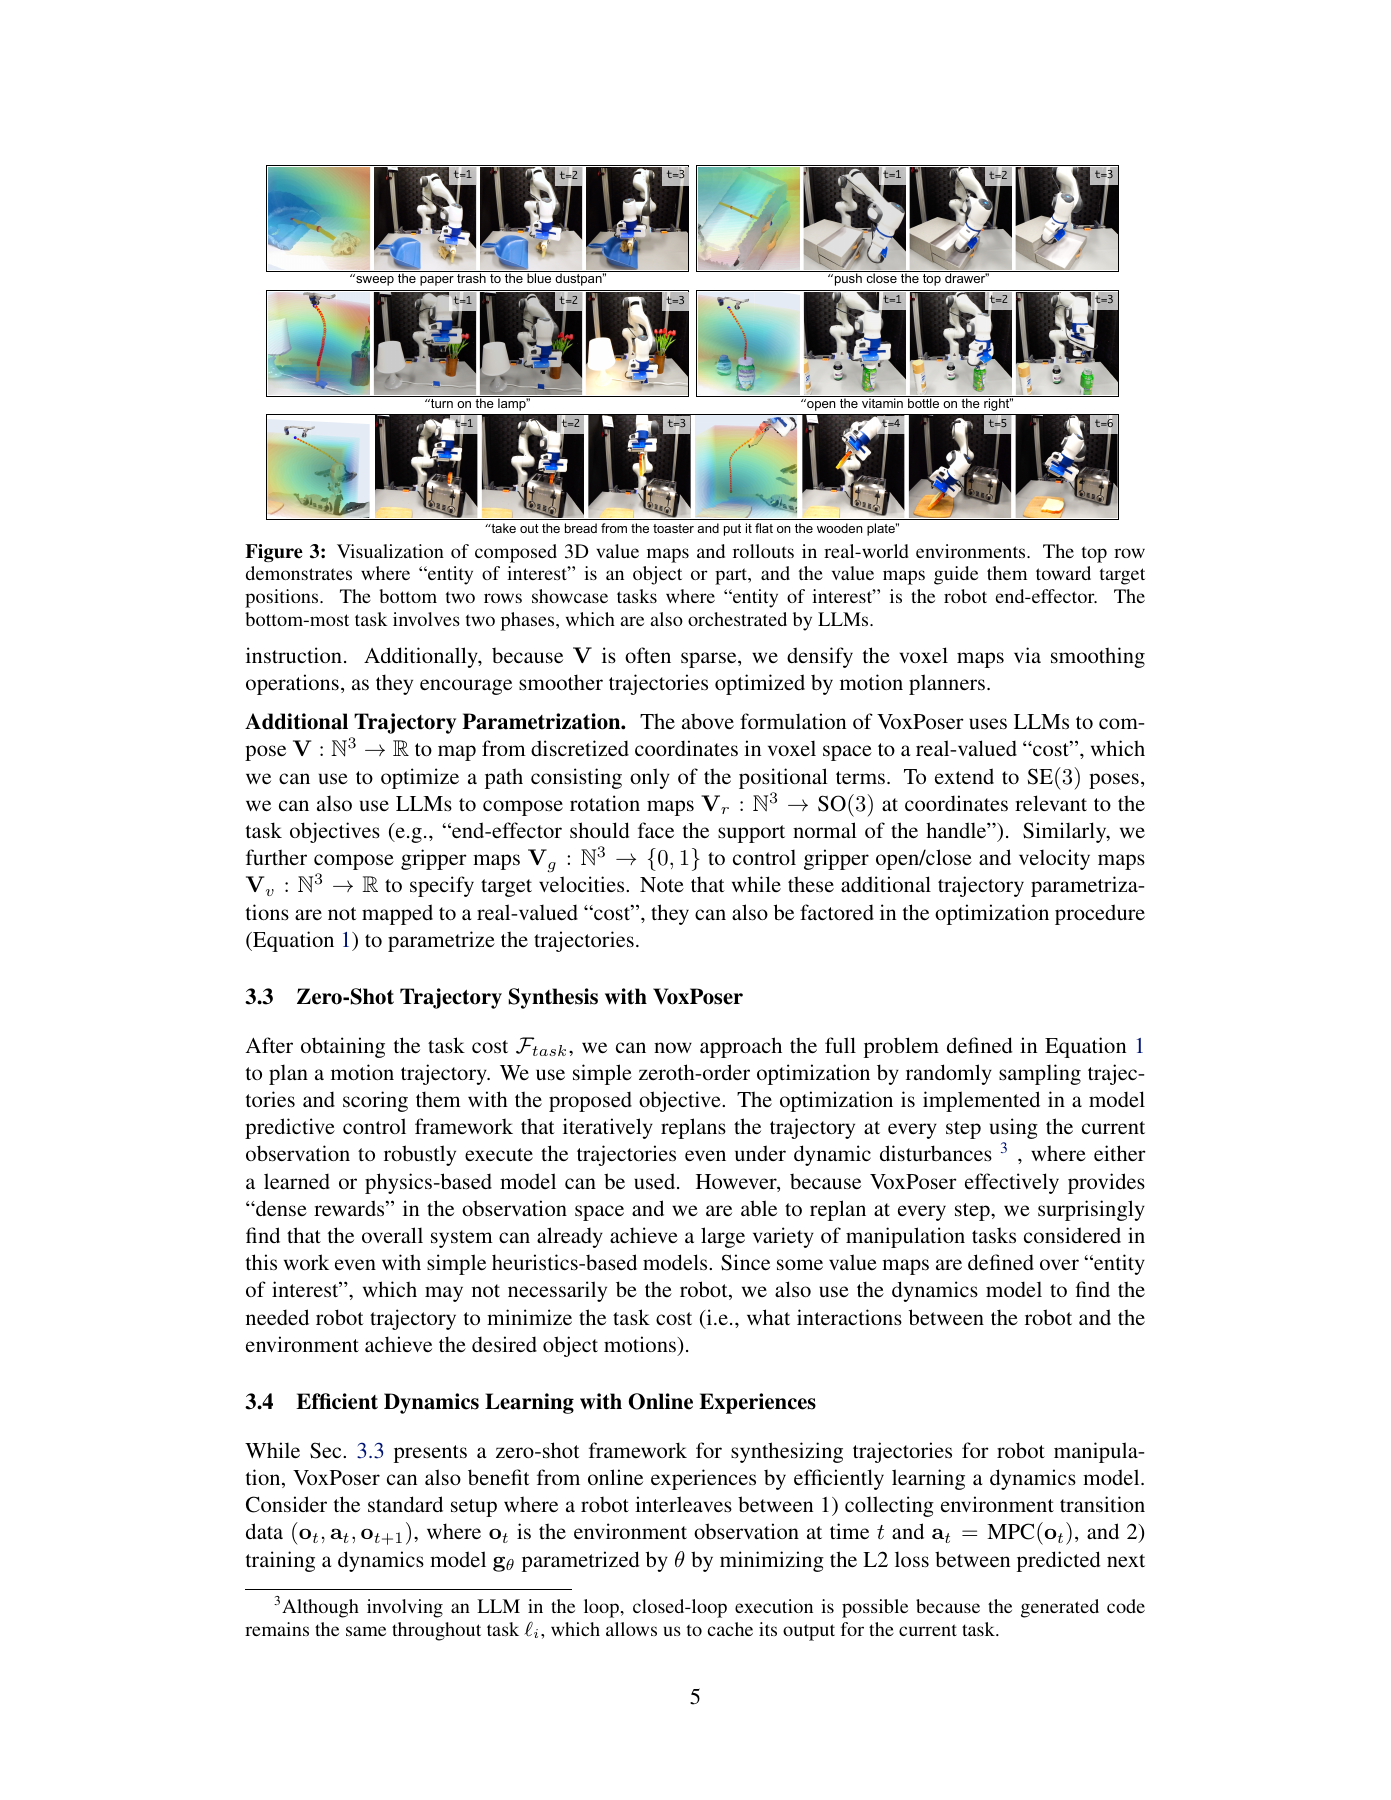 t=1 t=2 t=3 t=1 t=2 t=3
“sweep the paper trash to the blue dustpan” “push close the top drawer”
t=1 t=2 t=3 t=1 t=2 t=3
“turn on the lamp” “open the vitamin bottle on the right”
t=1 t=2 t=3 t=4 t=5 t=6
“take out the bread from the toaster and put it flat on the wooden plate”
Figure 3: Visualization of composed 3D value maps and rollouts in real-world environments. The top row
demonstrates where “entity of interest” is an object or part, and the value maps guide them toward target
positions. The bottom two rows showcase tasks where “entity of interest” is the robot end-effector. The
bottom-most task involves two phases, which are also orchestrated by LLMs.
instruction. Additionally, because V is often sparse, we densify the voxel maps via smoothing
operations, as they encourage smoother trajectories optimized by motion planners.
Additional Trajectory Parametrization. The above formulation of VoxPoser uses LLMs to com-
pose V : ℕ³ → ℝ to map from discretized coordinates in voxel space to a real-valued “cost”, which
we can use to optimize a path consisting only of the positional terms. To extend to SE(3) poses,
we can also use LLMs to compose rotation maps Vᵣ : ℕ³ → SO(3) at coordinates relevant to the
task objectives (e.g., “end-effector should face the support normal of the handle”). Similarly, we
further compose gripper maps V_g : ℕ³ → {0, 1} to control gripper open/close and velocity maps
Vᵥ : ℕ³ → ℝ to specify target velocities. Note that while these additional trajectory parametriza-
tions are not mapped to a real-valued “cost”, they can also be factored in the optimization procedure
(Equation 1) to parametrize the trajectories.
3.3 Zero-Shot Trajectory Synthesis with VoxPoser
After obtaining the task cost ℱ_task, we can now approach the full problem defined in Equation 1
to plan a motion trajectory. We use simple zeroth-order optimization by randomly sampling trajec-
tories and scoring them with the proposed objective. The optimization is implemented in a model
predictive control framework that iteratively replans the trajectory at every step using the current
observation to robustly execute the trajectories even under dynamic disturbances ³ , where either
a learned or physics-based model can be used. However, because VoxPoser effectively provides
“dense rewards” in the observation space and we are able to replan at every step, we surprisingly
find that the overall system can already achieve a large variety of manipulation tasks considered in
this work even with simple heuristics-based models. Since some value maps are defined over “entity
of interest”, which may not necessarily be the robot, we also use the dynamics model to find the
needed robot trajectory to minimize the task cost (i.e., what interactions between the robot and the
environment achieve the desired object motions).
3.4 Efficient Dynamics Learning with Online Experiences
While Sec. 3.3 presents a zero-shot framework for synthesizing trajectories for robot manipula-
tion, VoxPoser can also benefit from online experiences by efficiently learning a dynamics model.
Consider the standard setup where a robot interleaves between 1) collecting environment transition
data (oₜ, aₜ, oₜ₊₁), where oₜ is the environment observation at time t and aₜ = MPC(oₜ), and 2)
training a dynamics model g_θ parametrized by θ by minimizing the L2 loss between predicted next
³Although involving an LLM in the loop, closed-loop execution is possible because the generated code
remains the same throughout task ℓᵢ, which allows us to cache its output for the current task.
5